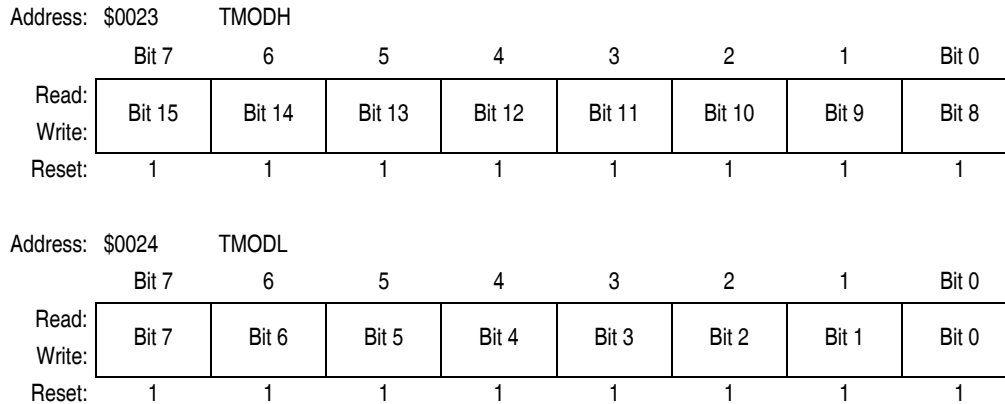 Address: $0023 TMODH
Bit 7 6 5 4 3 2 1 Bit 0
Read:
Bit 15 Bit 14 Bit 13 Bit 12 Bit 11 Bit 10 Bit 9 Bit 8
Write:
Reset: 1 1 1 1 1 1 1 1
Address: $0024 TMODL
Bit 7 6 5 4 3 2 1 Bit 0
Read:
Bit 7 Bit 6 Bit 5 Bit 4 Bit 3 Bit 2 Bit 1 Bit 0
Write:
Reset: 1 1 1 1 1 1 1 1